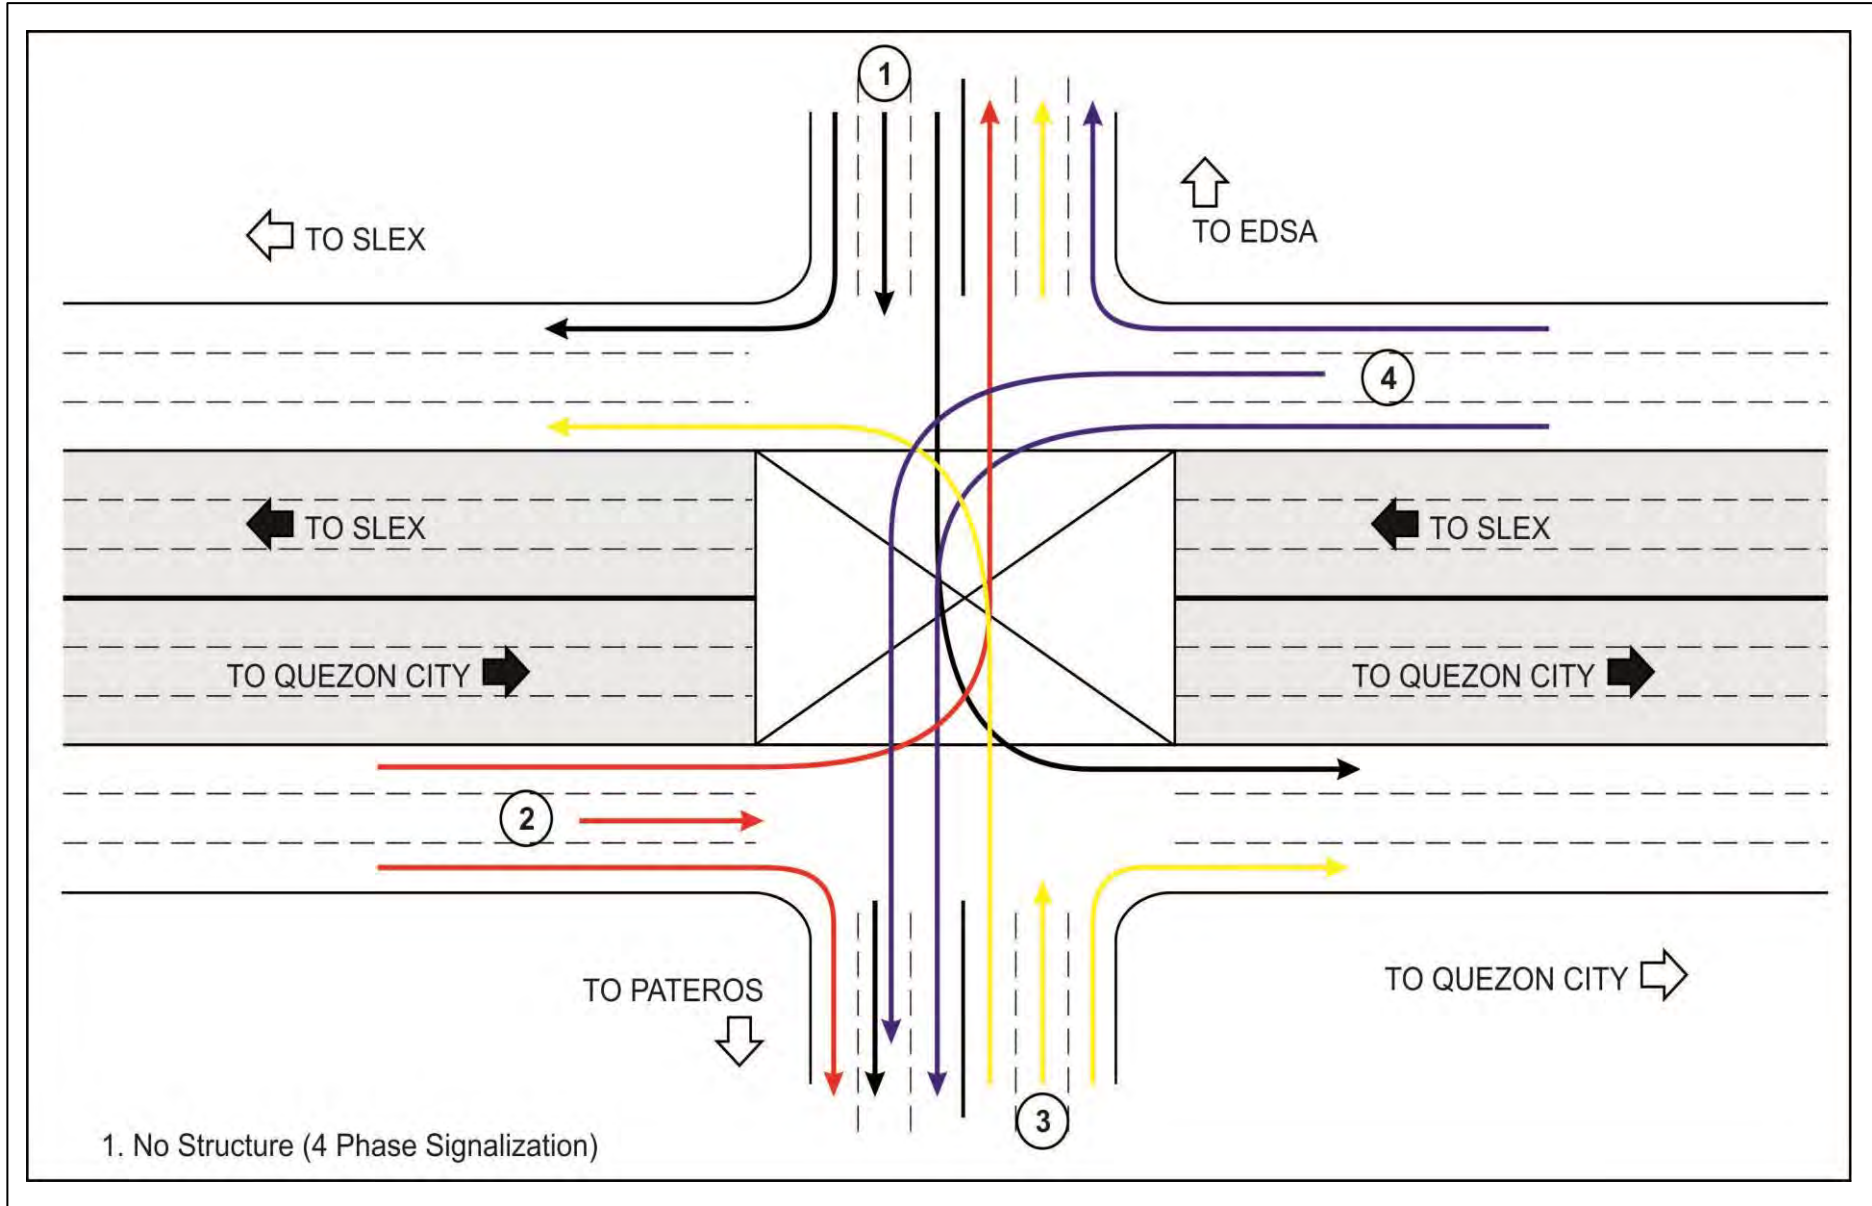 1
TO EDSA
TO SLEX
4
TO SLEX
TO SLEX
TO QUEZON CITY
TO QUEZON CITY
2
TO PATEROS
TO QUEZON CITY
3
1. No Structure (4 Phase Signalization)